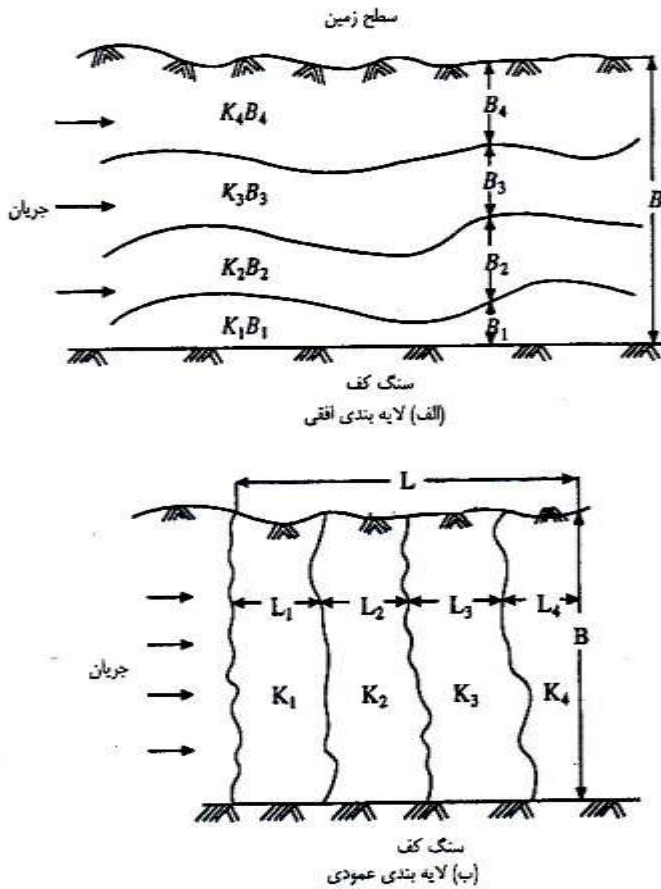 سطح زمین
K₄B₄
B₄
جریان
K₃B₃
B₃
B
K₂B₂
B₂
K₁B₁
B₁
سنگ کف
(الف) لایه بندی افقی
L
L₁ L₂ L₃ L₄
B
جریان
K₁ K₂ K₃ K₄
سنگ کف
(ب) لایه بندی عمودی